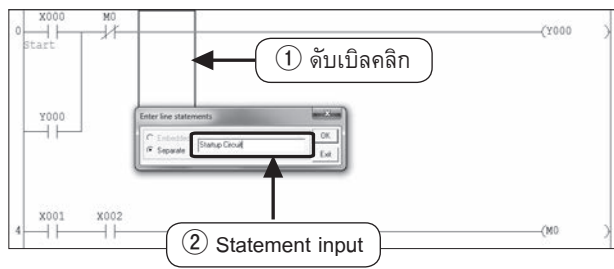 X000 M0
0 (Y000 )
Start
① ดับเบิลคลิก
Y000
Enter line statements
Embedded
Separate
Startup Circuit
OK
Exit
X001 X002
4 (M0 )
② Statement input